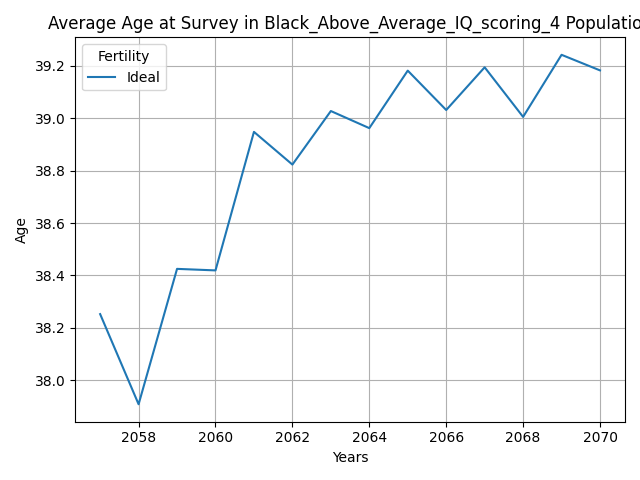 Average Age at Survey in Black_Above_Average_IQ_scoring_4 Populatio
Fertility
Ideal
39.2
39.0
38.8
38.6
38.4
38.2
38.0
Age
2058 2060 2062 2064 2066 2068 2070
Years